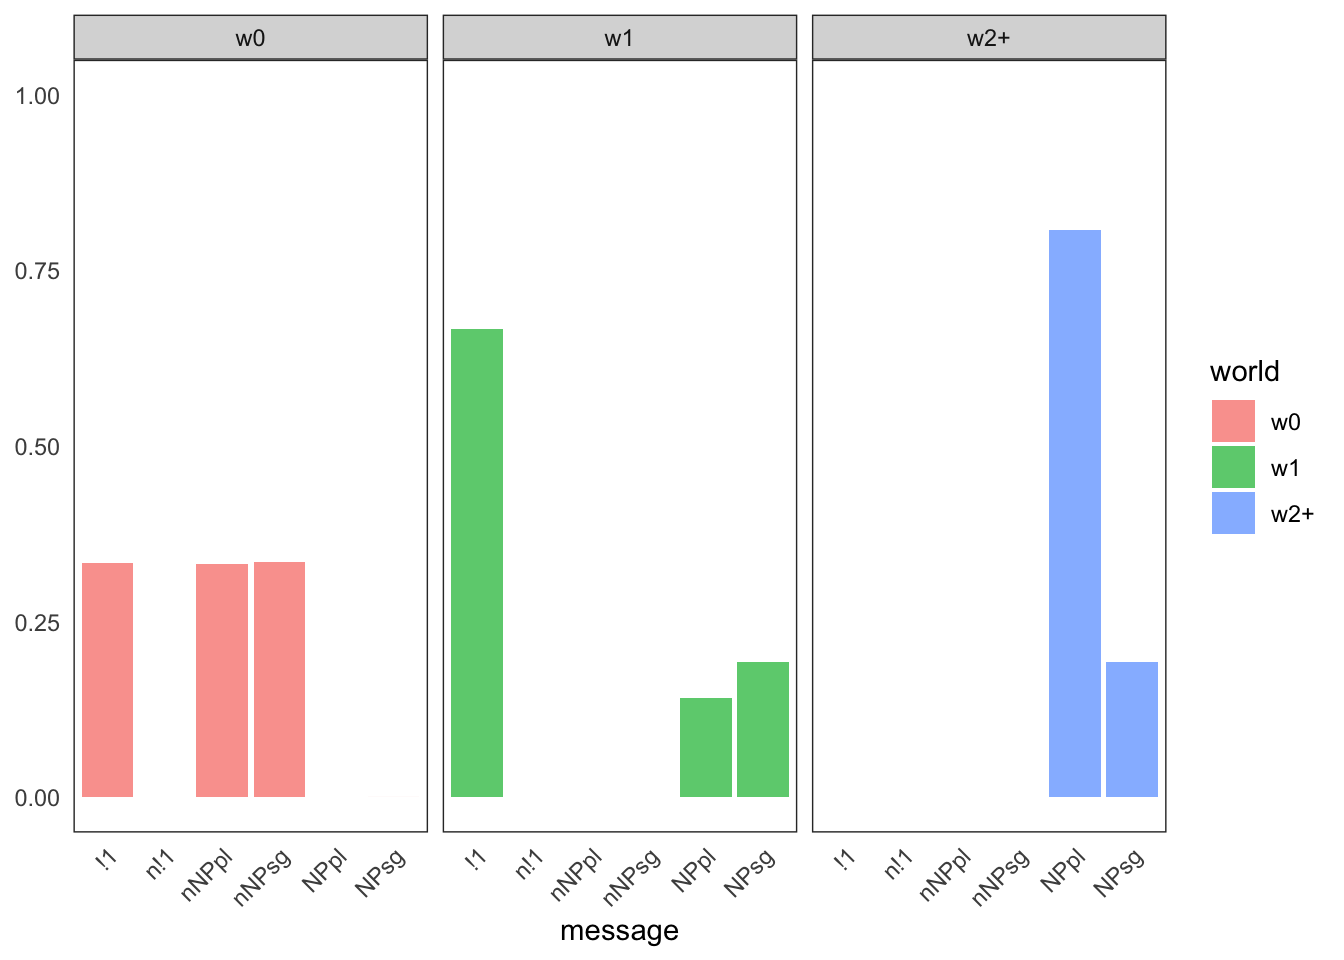 w0 w1 w2+
1.00
0.75
0.50
0.25
0.00
world
w0
w1
w2+
!1 n!1 nNPpl nNPsg NPpl NPsg !1 n!1 nNPpl nNPsg NPpl NPsg !1 n!1 nNPpl nNPsg NPpl NPsg
message